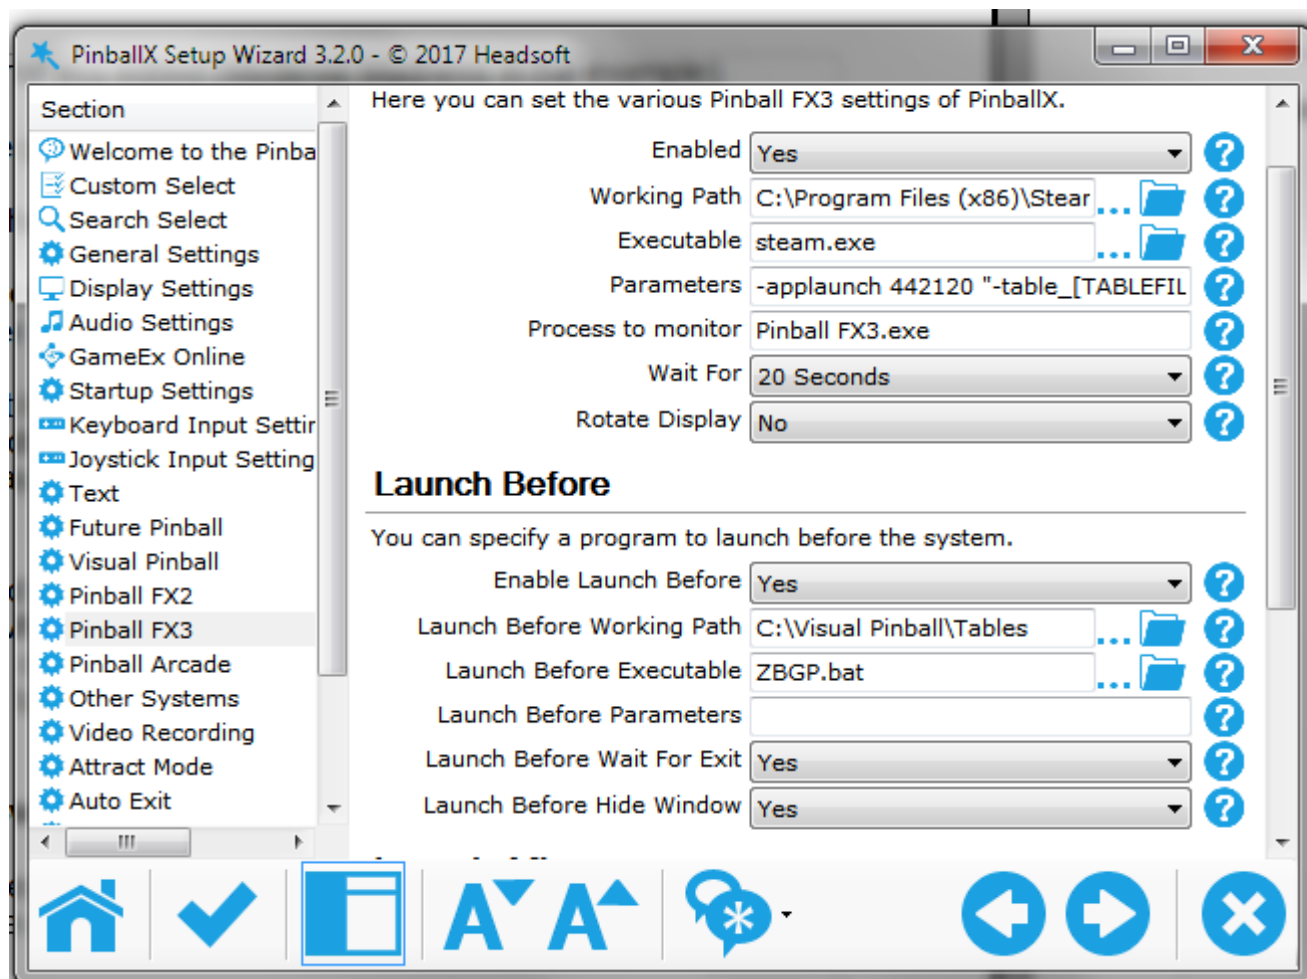 PinballX Setup Wizard 3.2.0 - © 2017 Headsoft
Section
Welcome to the Pinba
Custom Select
Search Select
General Settings
Display Settings
Audio Settings
GameEx Online
Startup Settings
Keyboard Input Settin
Joystick Input Setting
Text
Future Pinball
Visual Pinball
Pinball FX2
Pinball FX3
Pinball Arcade
Other Systems
Video Recording
Attract Mode
Auto Exit
Here you can set the various Pinball FX3 settings of PinballX.
Enabled Yes
Working Path C:\Program Files (x86)\Stear ...
Executable steam.exe ...
Parameters -applaunch 442120 "-table_[TABLEFIL
Process to monitor Pinball FX3.exe
Wait For 20 Seconds
Rotate Display No
Launch Before
You can specify a program to launch before the system.
Enable Launch Before Yes
Launch Before Working Path C:\Visual Pinball\Tables ...
Launch Before Executable ZBGP.bat ...
Launch Before Parameters
Launch Before Wait For Exit Yes
Launch Before Hide Window Yes